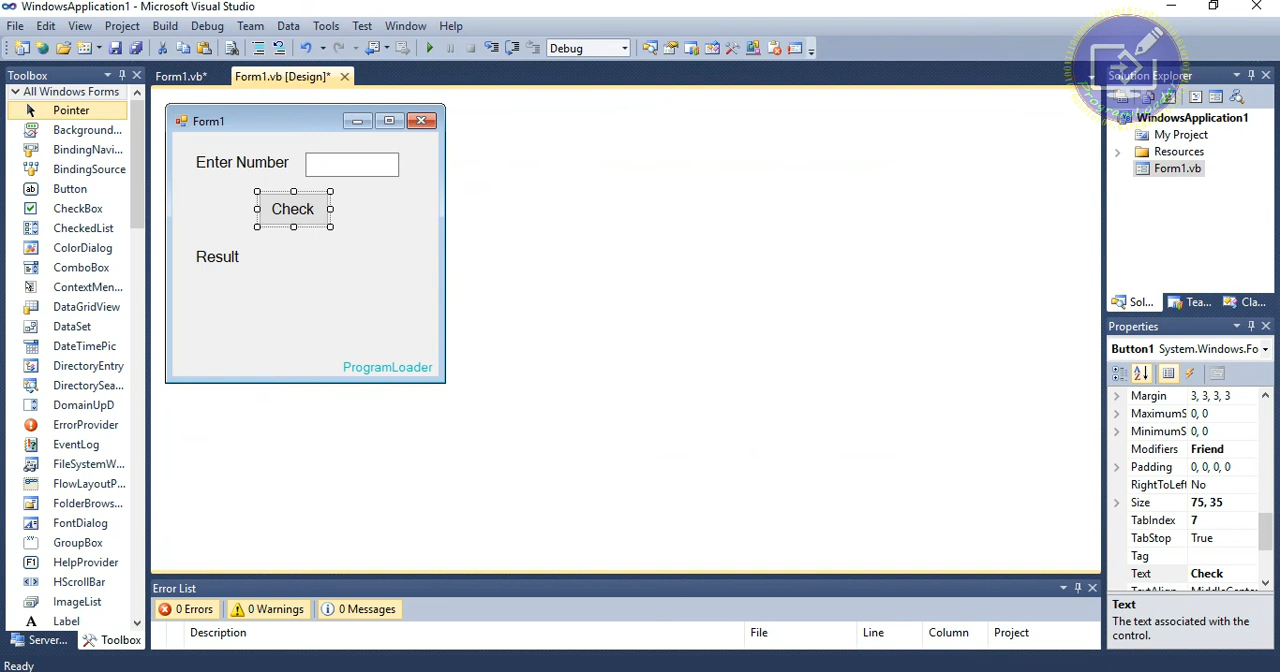 WindowsApplication1 - Microsoft Visual Studio
File Edit View Project Build Debug Team Data Tools Test Window Help
Debug
Toolbox
Form1.vb*
Form1.vb [Design]*
All Windows Forms
Pointer
Background...
BindingNavi...
BindingSource
Button
CheckBox
CheckedList
ColorDialog
ComboBox
ContextMen...
DataGridView
DataSet
DateTimePic
DirectoryEntry
DirectorySea...
DomainUpD
ErrorProvider
EventLog
FileSystemW...
FlowLayoutP...
FolderBrows...
FontDialog
GroupBox
HelpProvider
HScrollBar
ImageList
Label
Server...
Toolbox
Form1
Enter Number
Check
Result
ProgramLoader
Error List
0 Errors
0 Warnings
0 Messages
Description File Line Column Project
Solution Explorer
WindowsApplication1
My Project
Resources
Form1.vb
Sol...
Tea...
Cla...
Properties
Button1 System.Windows.Fo
Margin 3, 3, 3, 3
MaximumS 0, 0
MinimumS 0, 0
Modifiers Friend
Padding 0, 0, 0, 0
RightToLeft No
Size 75, 35
TabIndex 7
TabStop True
Tag
Text Check
Text
The text associated with the
control.
Ready